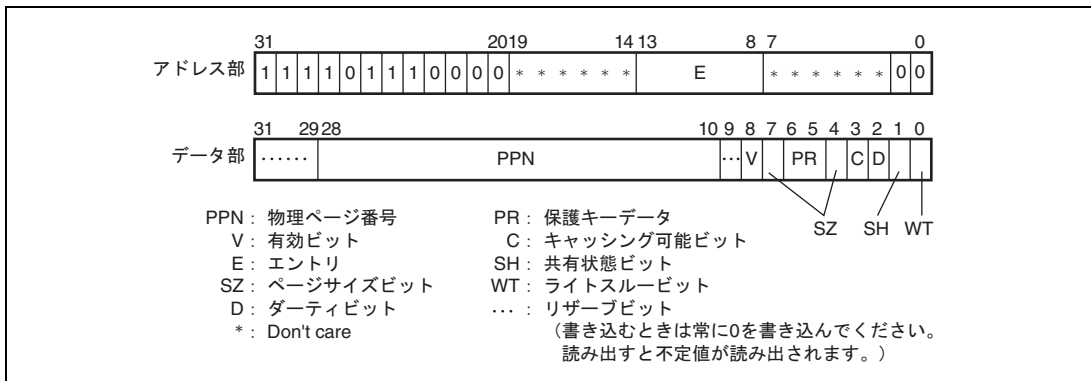 31 20 19 14 13 8 7 0
アドレス部 1 1 1 1 0 1 1 1 0 0 0 0 * * * * * * E * * * * * * 0 0
31 29 28 10 9 8 7 6 5 4 3 2 1 0
データ部 ...... PPN ... V PR C D
SZ SH WT
PPN : 物理ページ番号 PR : 保護キーデータ
V : 有効ビット C : キャッシング可能ビット
E : エントリ SH : 共有状態ビット
SZ : ページサイズビット WT : ライトスルービット
D : ダーティビット ... : リザーブビット
* : Don't care (書き込むときは常に0を書き込んでください。
読み出すと不定値が読み出されます。)